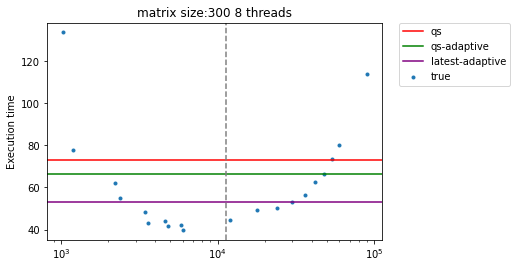 matrix size:300 8 threads
Execution time
120
100
80
60
40
10³
10⁴
10⁵
qs
qs-adaptive
latest-adaptive
true